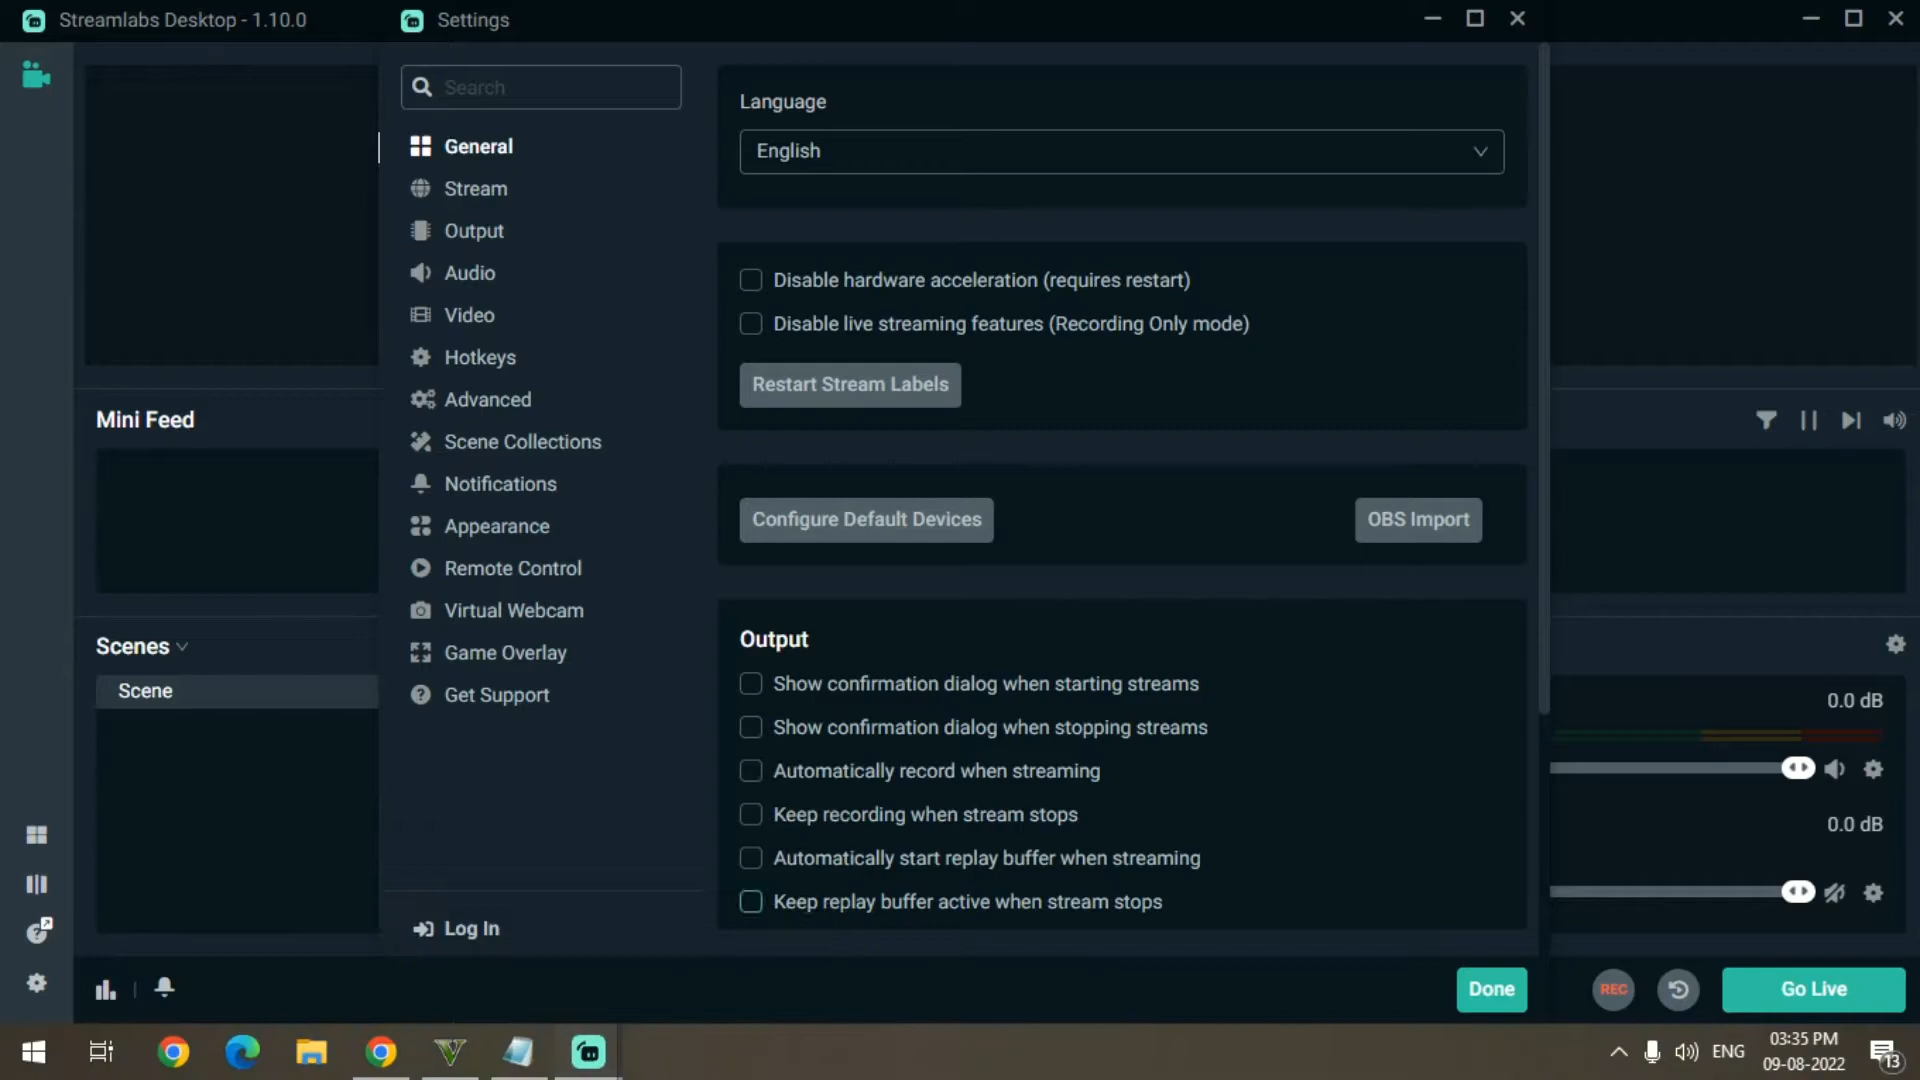 Streamlabs Desktop - 1.10.0
Settings
Search
General
Stream
Output
Audio
Video
Hotkeys
Advanced
Scene Collections
Notifications
Appearance
Remote Control
Virtual Webcam
Game Overlay
Get Support
Log In
Language
English
Disable hardware acceleration (requires restart)
Disable live streaming features (Recording Only mode)
Restart Stream Labels
Configure Default Devices
OBS Import
Output
Show confirmation dialog when starting streams
Show confirmation dialog when stopping streams
Automatically record when streaming
Keep recording when stream stops
Automatically start replay buffer when streaming
Keep replay buffer active when stream stops
Mini Feed
Scenes
Scene
0.0 dB
0.0 dB
Done
REC
Go Live
ENG
03:35 PM
09-08-2022
13